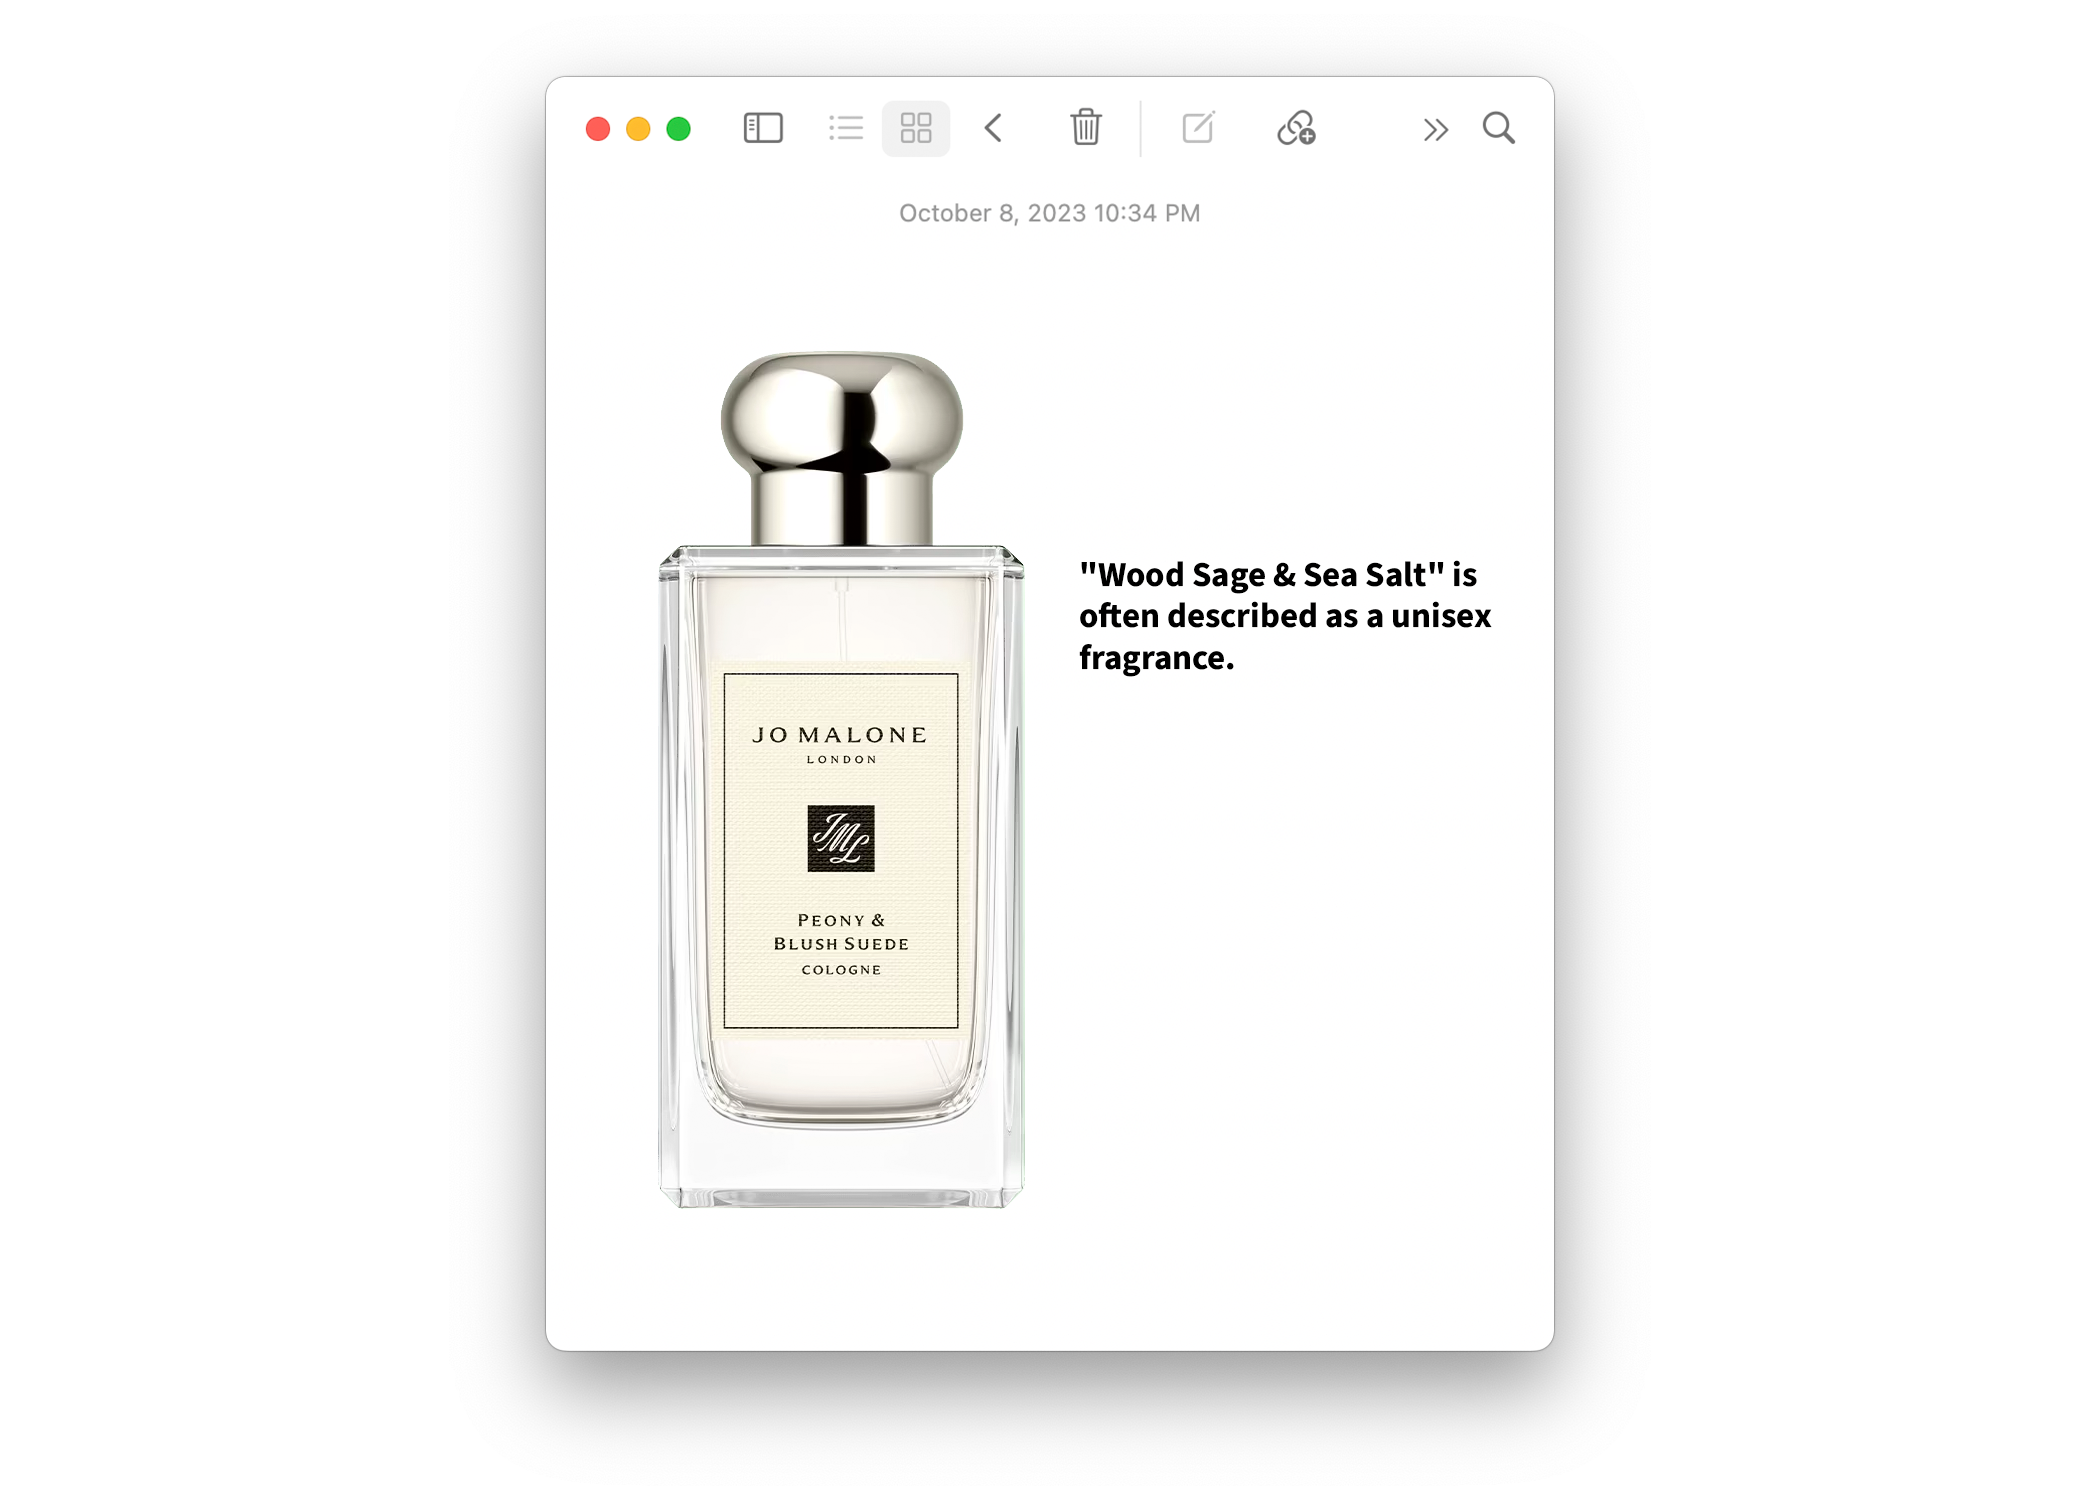 October 8, 2023 10:34 PM
"Wood Sage & Sea Salt" is
often described as a unisex
fragrance.
JO MALONE
LONDON
JML
PEONY &
BLUSH SUEDE
COLOGNE